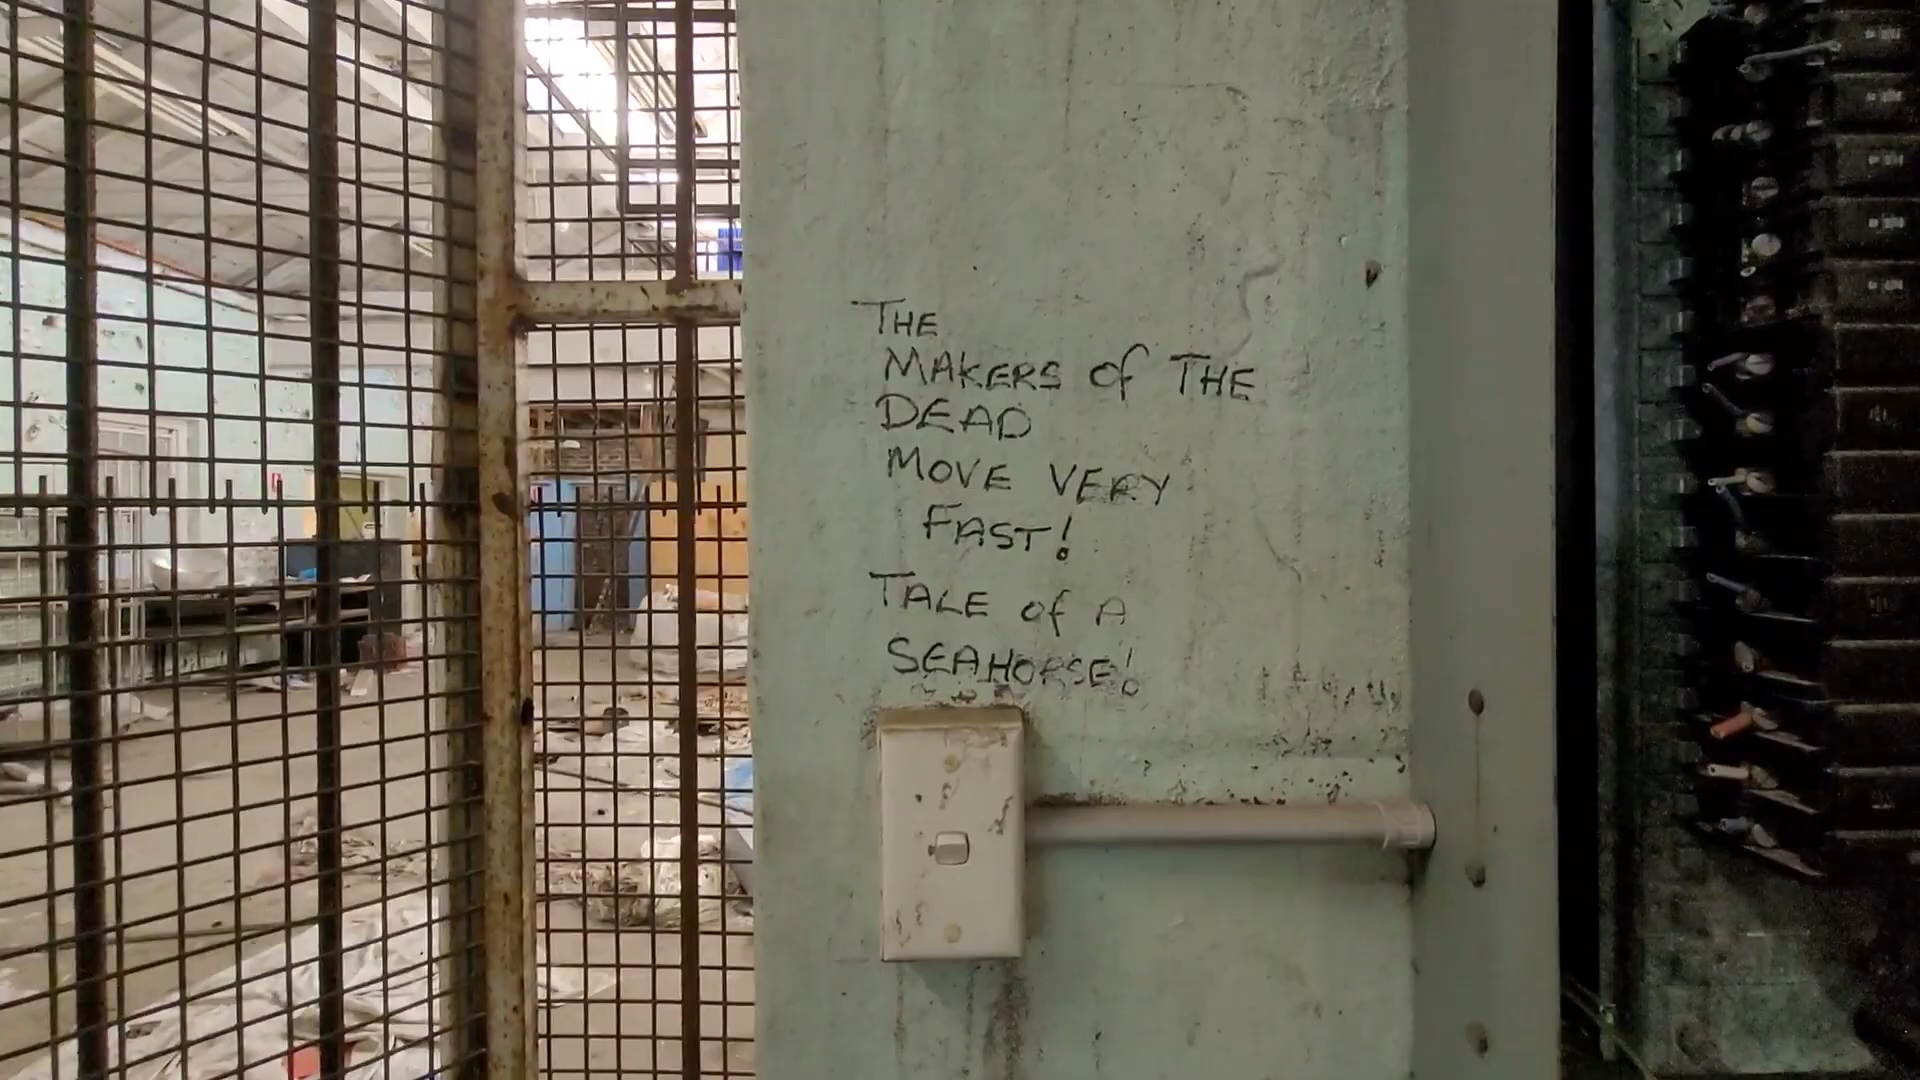 THE
MAKERS of THE
DEAD
MOVE VERY
FAST!
TALE of A
SEAHORSE!